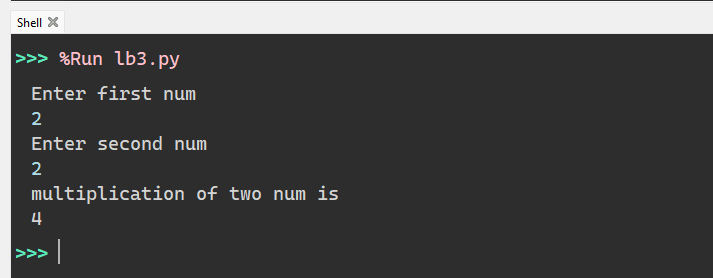 Shell
>>> %Run lb3.py
Enter first num
2
Enter second num
2
multiplication of two num is
4
>>>